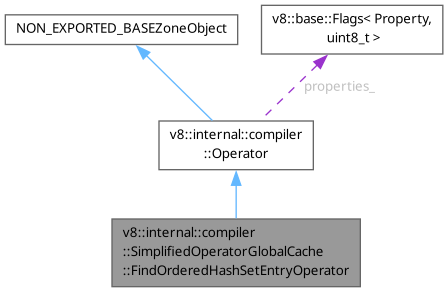 NON_EXPORTED_BASEZoneObject
v8::base::Flags< Property,
uint8_t >
properties_
v8::internal::compiler
::Operator
v8::internal::compiler
::SimplifiedOperatorGlobalCache
::FindOrderedHashSetEntryOperator